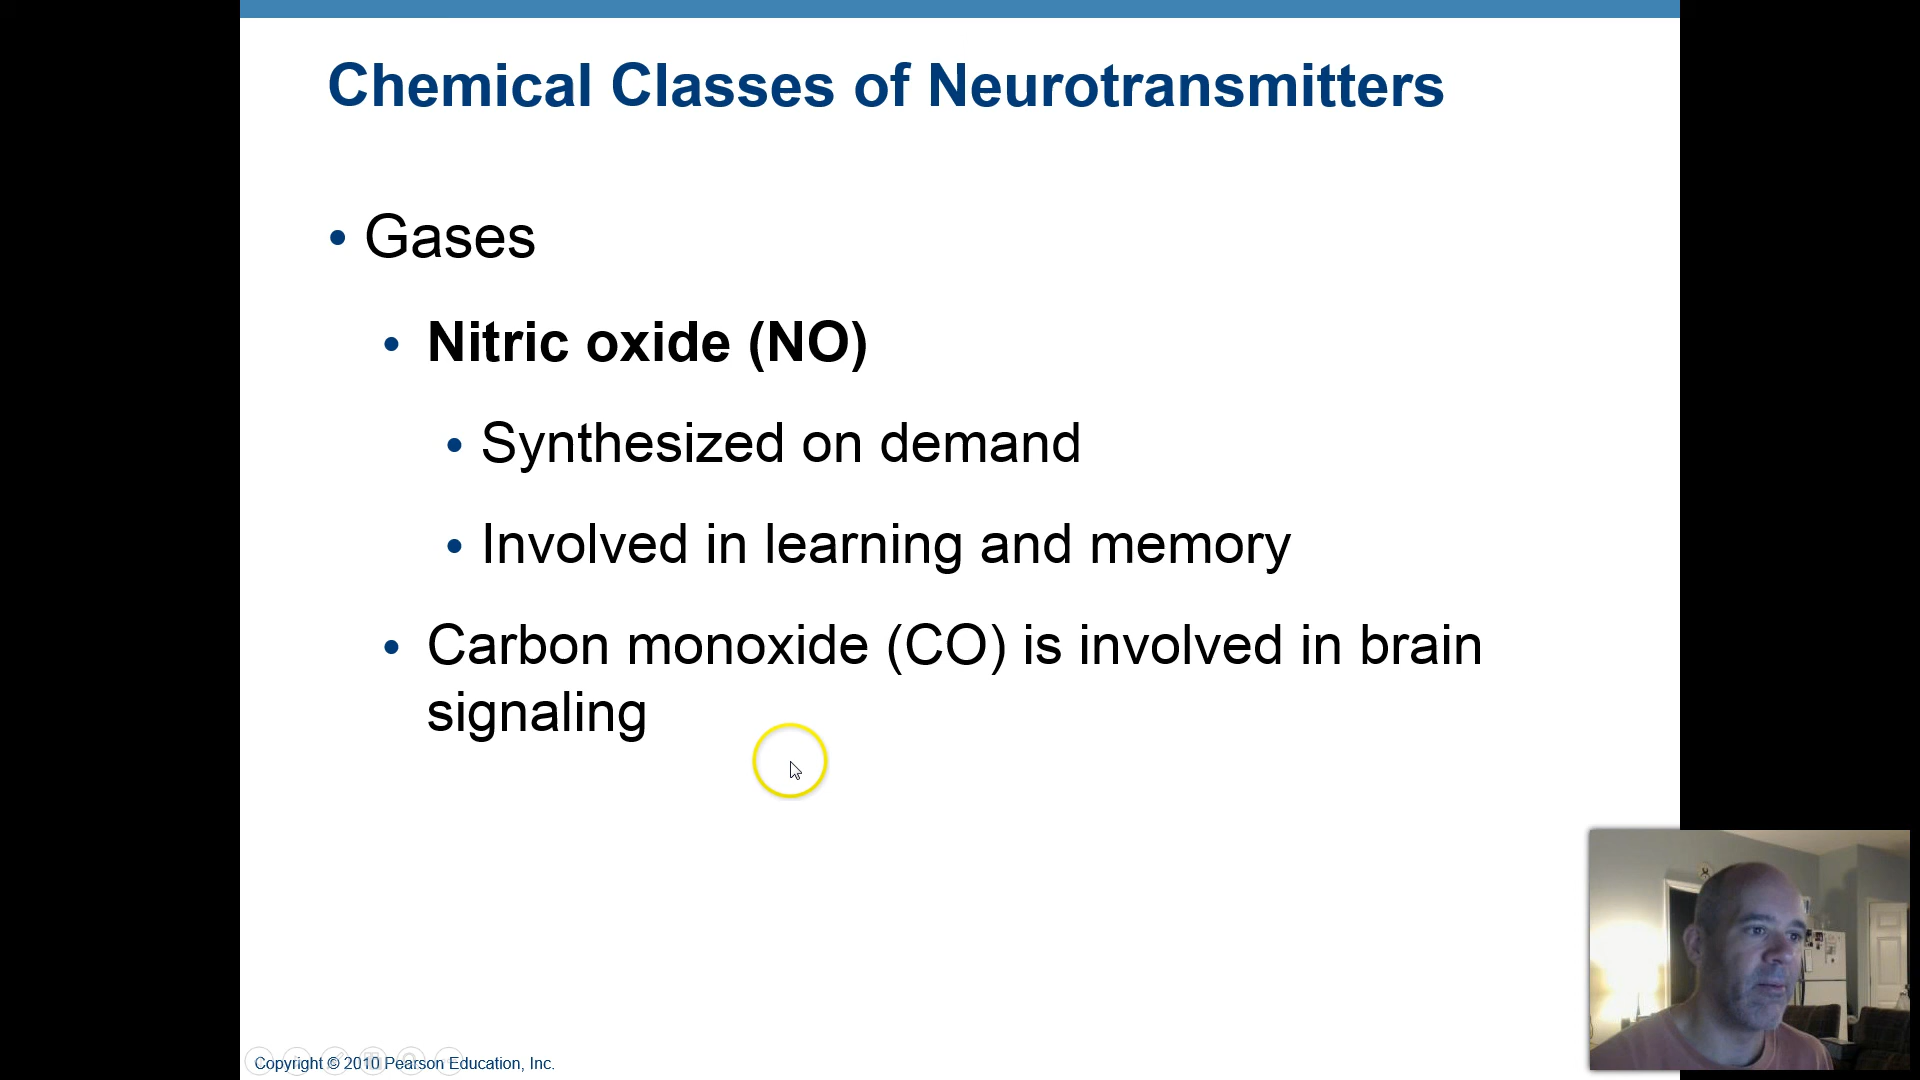 Chemical Classes of Neurotransmitters
• Gases
• Nitric oxide (NO)
• Synthesized on demand
• Involved in learning and memory
• Carbon monoxide (CO) is involved in brain
signaling
Copyright © 2010 Pearson Education, Inc.